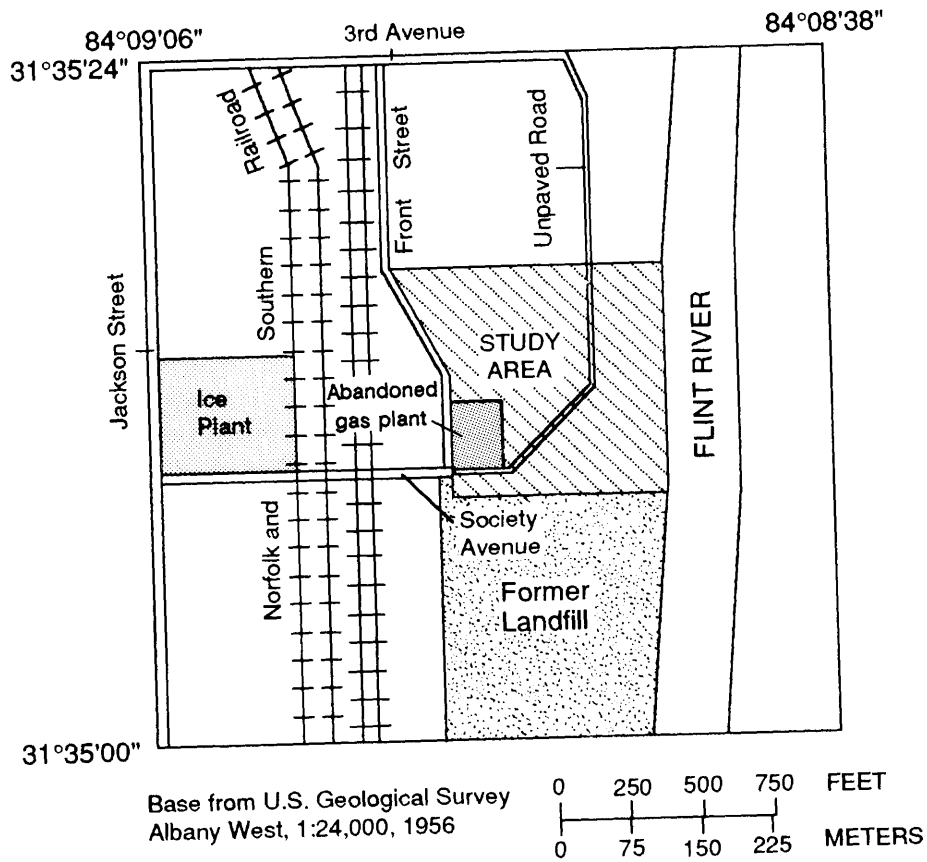 84°09'06"
3rd Avenue
84°08'38"
31°35'24"
Railroad
Front Street
Unpaved Road
Jackson Street
Southern
STUDY
AREA
FLINT RIVER
Ice
Plant
Abandoned
gas plant
Norfolk and
Society
Avenue
Former
Landfill
31°35'00"
Base from U.S. Geological Survey
Albany West, 1:24,000, 1956
0 250 500 750 FEET
0 75 150 225 METERS